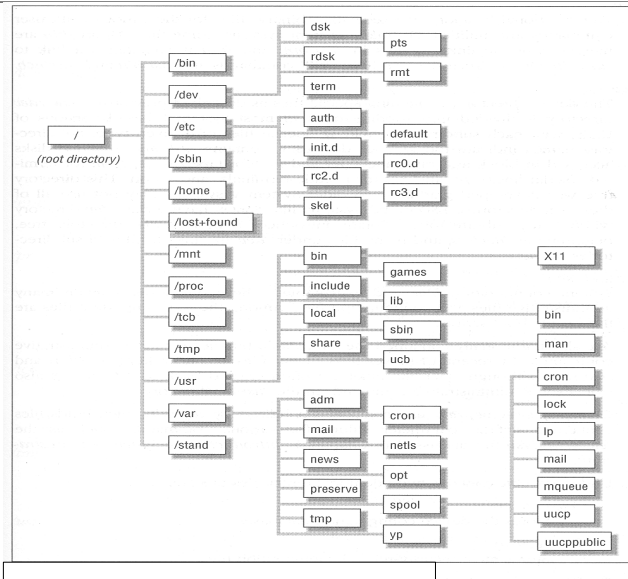 /
(root directory)
/bin
/dev
/etc
/sbin
/home
/lost+found
/mnt
/proc
/tcb
/tmp
/usr
/var
/stand
dsk
pts
rdsk
rmt
term
auth
default
init.d
rc0.d
rc2.d
rc3.d
skel
bin
games
include
lib
local
sbin
share
ucb
X11
bin
man
adm
cron
mail
netls
news
opt
preserve
spool
tmp
yp
cron
lock
lp
mail
mqueue
uucp
uucppublic